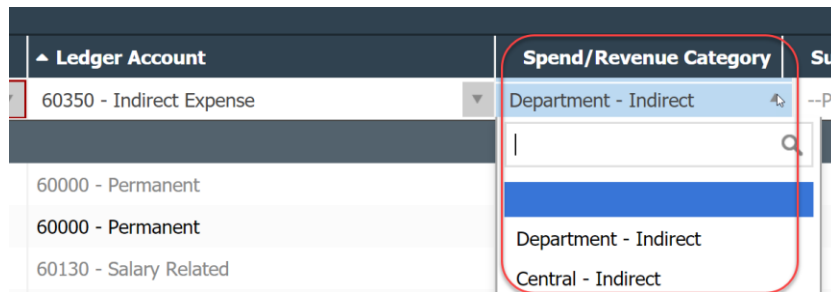 Ledger Account Spend/Revenue Category Su
60350 - Indirect Expense Department - Indirect --P
60000 - Permanent
60000 - Permanent
Department - Indirect
60130 - Salary Related
Central - Indirect